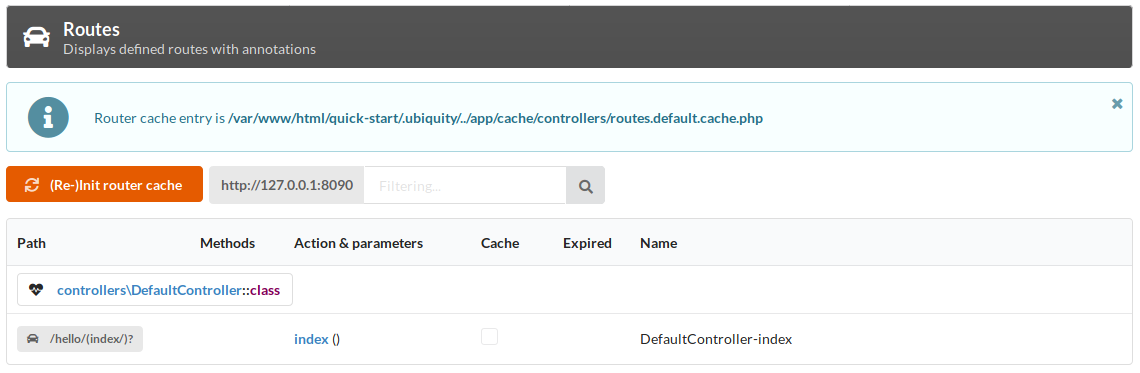 Routes
Displays defined routes with annotations
Router cache entry is /var/www/html/quick-start/.ubiquity/../app/cache/controllers/routes.default.cache.php
(Re-)Init router cache http://127.0.0.1:8090 Filtering...
Path Methods Action & parameters Cache Expired Name
controllers\DefaultController::class
/hello/(index/)? index () DefaultController-index